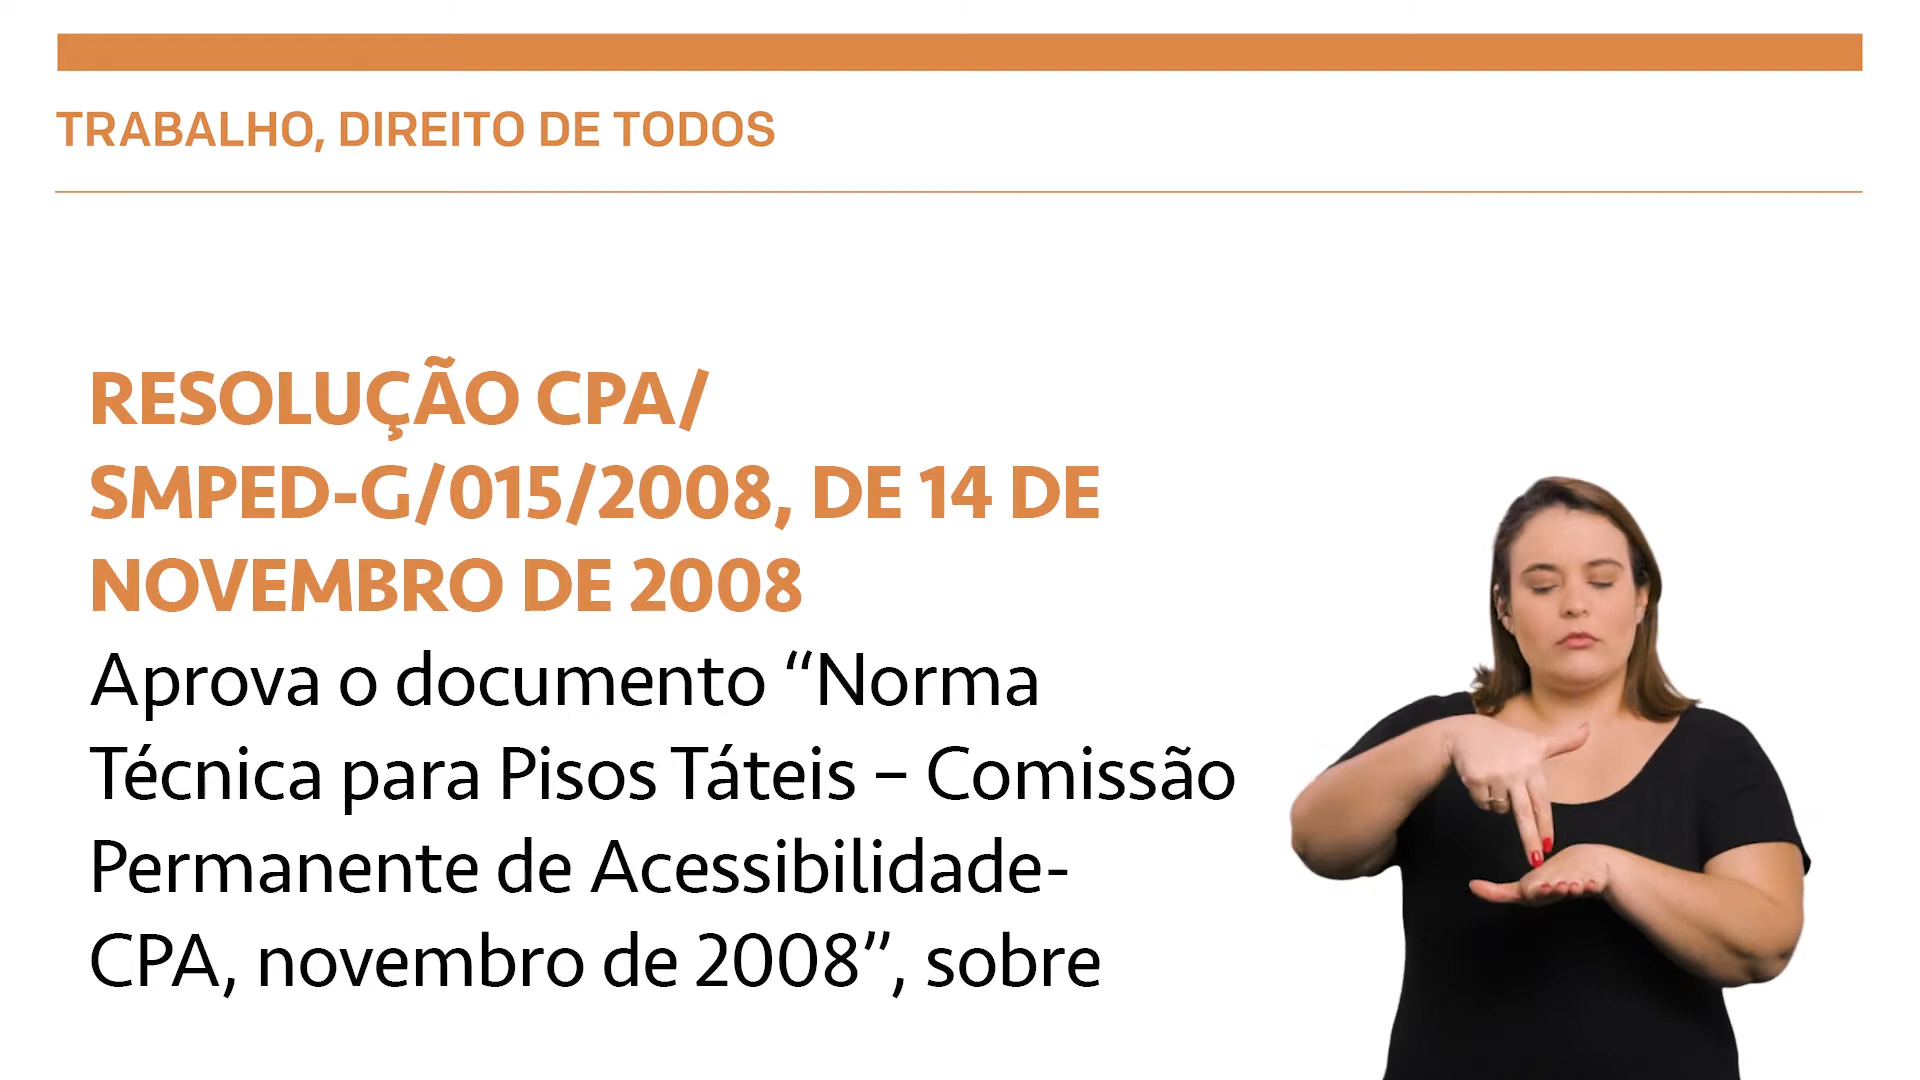 TRABALHO, DIREITO DE TODOS
RESOLUÇÃO CPA/
SMPED-G/015/2008, DE 14 DE
NOVEMBRO DE 2008
Aprova o documento “Norma
Técnica para Pisos Táteis – Comissão
Permanente de Acessibilidade-
CPA, novembro de 2008”, sobre